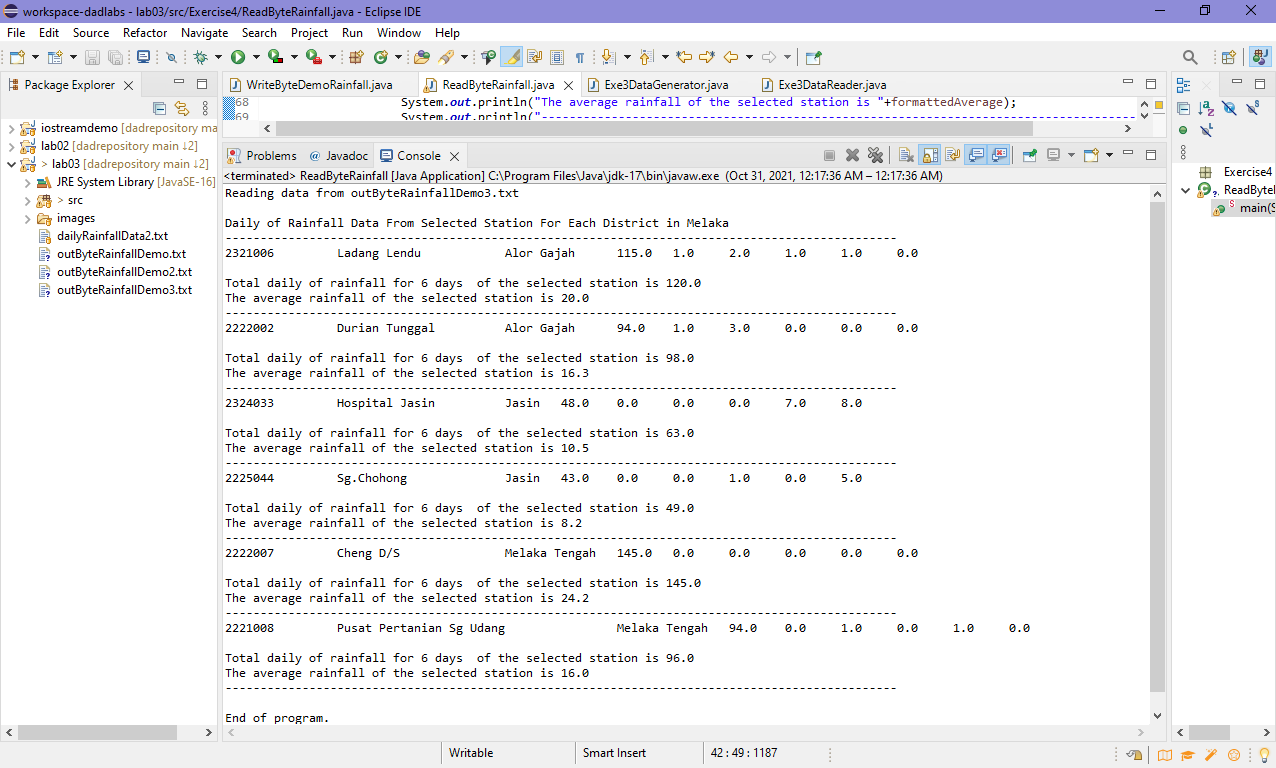 workspace-dadlabs - lab03/src/Exercise4/ReadByteRainfall.java - Eclipse IDE
File Edit Source Refactor Navigate Search Project Run Window Help
Package Explorer
iostreamdemo [dadrepository ma
lab02 [dadrepository main ↓2]
> lab03 [dadrepository main ↓2]
JRE System Library [JavaSE-16]
> src
images
dailyRainfallData2.txt
outByteRainfallDemo.txt
outByteRainfallDemo2.txt
outByteRainfallDemo3.txt
WriteByteDemoRainfall.java ReadByteRainfall.java Exe3DataGenerator.java Exe3DataReader.java
68 System.out.println("The average rainfall of the selected station is "+formattedAverage);
69 System.out.println("--------------------------------------------------------------------------------
Problems @ Javadoc Console
<terminated> ReadByteRainfall [Java Application] C:\Program Files\Java\jdk-17\bin\javaw.exe (Oct 31, 2021, 12:17:36 AM – 12:17:36 AM)
Reading data from outByteRainfallDemo3.txt
Daily of Rainfall Data From Selected Station For Each District in Melaka
------------------------------------------------------------------------------------------------
2321006 Ladang Lendu Alor Gajah 115.0 1.0 2.0 1.0 1.0 0.0
Total daily of rainfall for 6 days  of the selected station is 120.0
The average rainfall of the selected station is 20.0
------------------------------------------------------------------------------------------------
2222002 Durian Tunggal Alor Gajah 94.0 1.0 3.0 0.0 0.0 0.0
Total daily of rainfall for 6 days  of the selected station is 98.0
The average rainfall of the selected station is 16.3
------------------------------------------------------------------------------------------------
2324033 Hospital Jasin Jasin 48.0 0.0 0.0 0.0 7.0 8.0
Total daily of rainfall for 6 days  of the selected station is 63.0
The average rainfall of the selected station is 10.5
------------------------------------------------------------------------------------------------
2225044 Sg.Chohong Jasin 43.0 0.0 0.0 1.0 0.0 5.0
Total daily of rainfall for 6 days  of the selected station is 49.0
The average rainfall of the selected station is 8.2
------------------------------------------------------------------------------------------------
2222007 Cheng D/S Melaka Tengah 145.0 0.0 0.0 0.0 0.0 0.0
Total daily of rainfall for 6 days  of the selected station is 145.0
The average rainfall of the selected station is 24.2
------------------------------------------------------------------------------------------------
2221008 Pusat Pertanian Sg Udang Melaka Tengah 94.0 0.0 1.0 0.0 1.0 0.0
Total daily of rainfall for 6 days  of the selected station is 96.0
The average rainfall of the selected station is 16.0
------------------------------------------------------------------------------------------------
End of program.
Exercise4
ReadByteI
main(S
Writable Smart Insert 42 : 49 : 1187